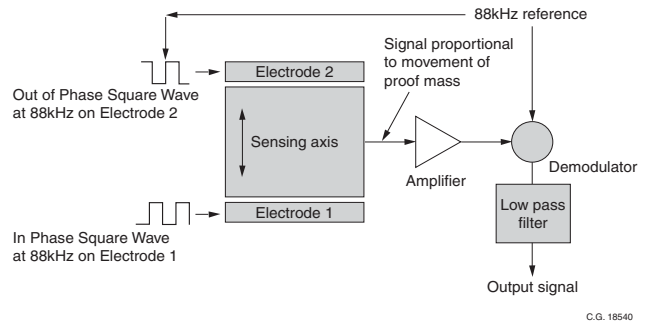 88kHz reference
Signal proportional
to movement of
proof mass
Electrode 2
Out of Phase Square Wave
at 88kHz on Electrode 2
Sensing axis
Amplifier
Demodulator
Electrode 1
Low pass
filter
In Phase Square Wave
at 88kHz on Electrode 1
Output signal
C.G. 18540